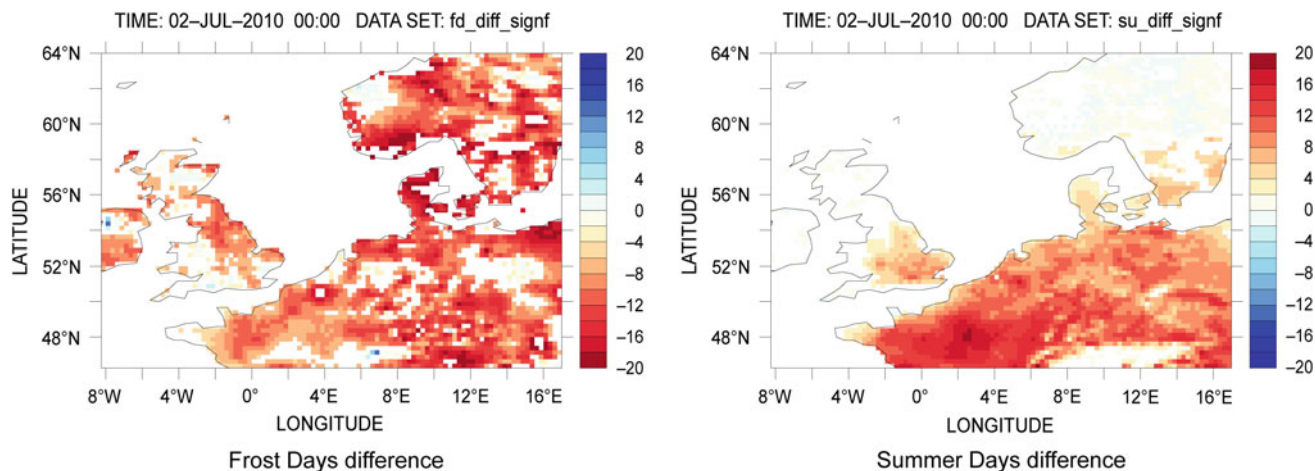 TIME: 02–JUL–2010 00:00 DATA SET: fd_diff_signf
64°N
60°N
56°N
52°N
48°N
LATITUDE
8°W 4°W 0° 4°E 8°E 12°E 16°E
LONGITUDE
20
16
12
8
4
0
–4
–8
–12
–16
–20
Frost Days difference
TIME: 02–JUL–2010 00:00 DATA SET: su_diff_signf
64°N
60°N
56°N
52°N
48°N
LATITUDE
8°W 4°W 0° 4°E 8°E 12°E 16°E
LONGITUDE
20
16
12
8
4
0
–4
–8
–12
–16
–20
Summer Days difference